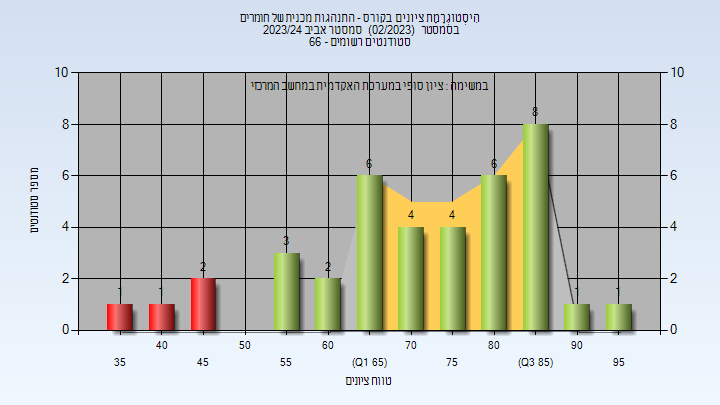 היסטוגרמת ציונים בקורס - התנהגות מכנית של חומרים
בסמסטר (02/2023) סמסטר אביב 2023/24
סטודנטים רשומים - 66
במשימה : ציון סופי במערכת האקדמית במחשב המרכזי
10 10
8 8
6 6
4 4
2 2
0 0
1 1 2 3 2 6 4 4 6 8 1 1
מספר סטודנטים
40 50 60 70 80 90
35 45 55 (Q1 65) 75 (Q3 85) 95
טווח ציונים